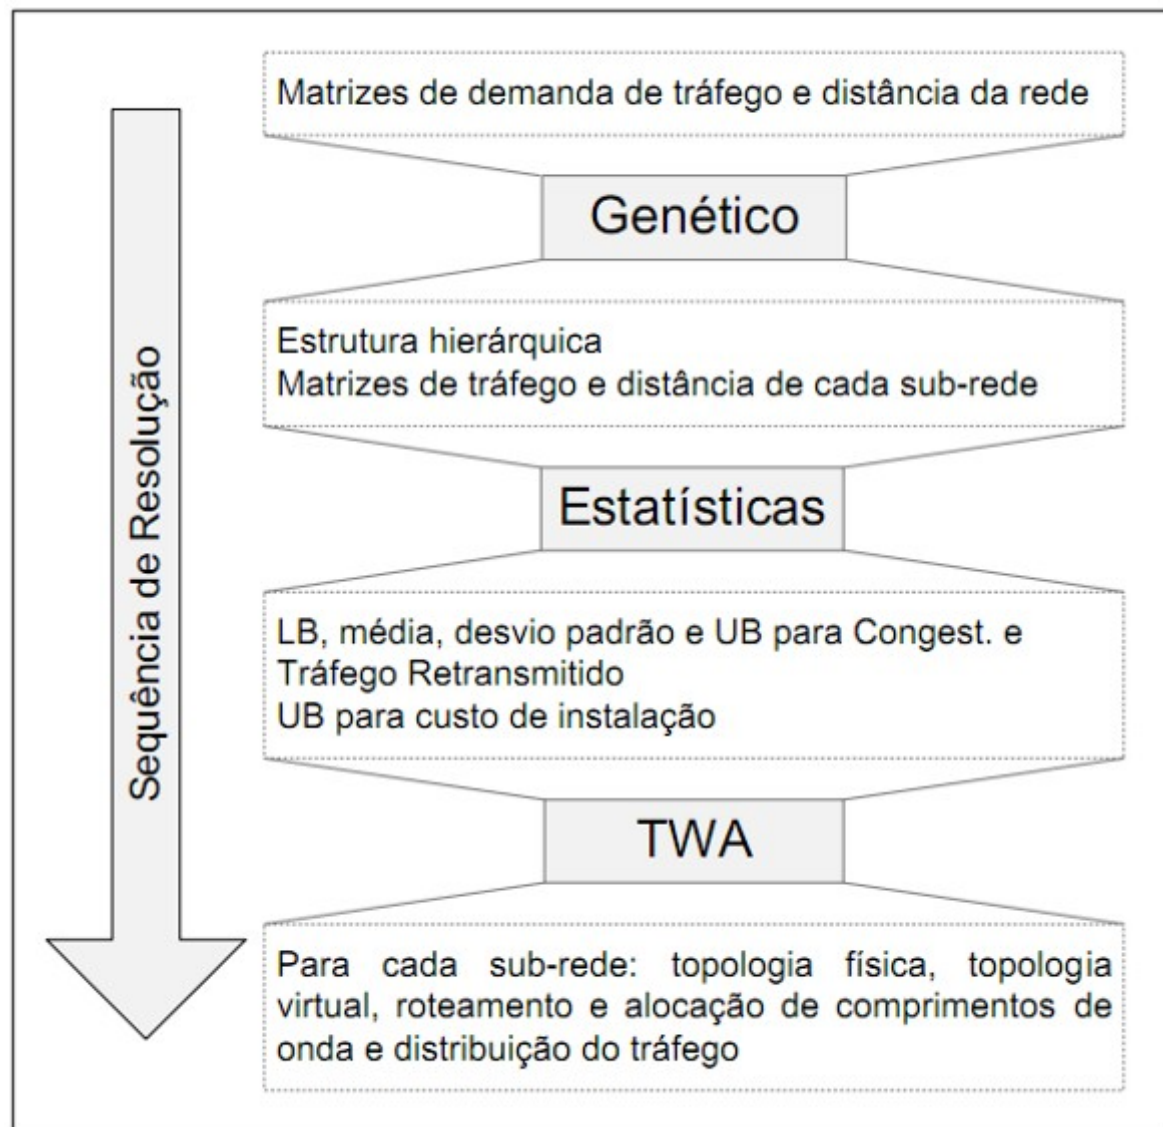 Sequência de Resolução
Matrizes de demanda de tráfego e distância da rede
Genético
Estrutura hierárquica
Matrizes de tráfego e distância de cada sub-rede
Estatísticas
LB, média, desvio padrão e UB para Congest. e
Tráfego Retransmitido
UB para custo de instalação
TWA
Para cada sub-rede: topologia física, topologia
virtual, roteamento e alocação de comprimentos de
onda e distribuição do tráfego